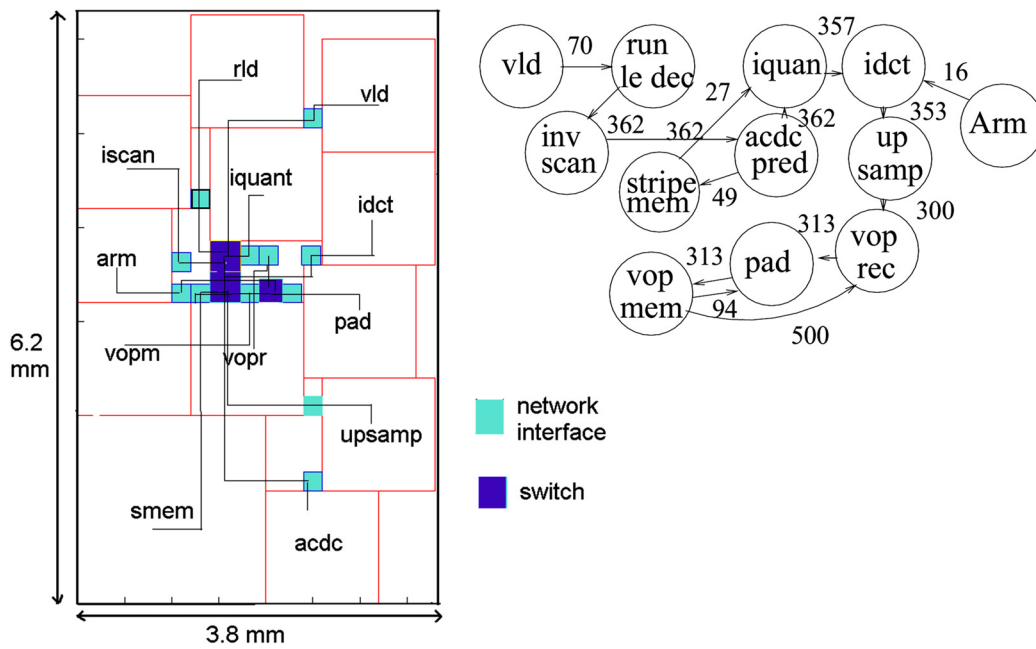 rld
vld
iscan
iquant
idct
arm
pad
vopm
vopr
upsamp
smem
acdc
6.2
mm
3.8 mm
vld
70
run
le dec
iquan
357
idct
16
Arm
27
inv
scan
362
362
acdc
pred
362
353
up
samp
stripe
mem
49
300
vop
rec
313
pad
313
vop
mem
94
500
network
interface
switch